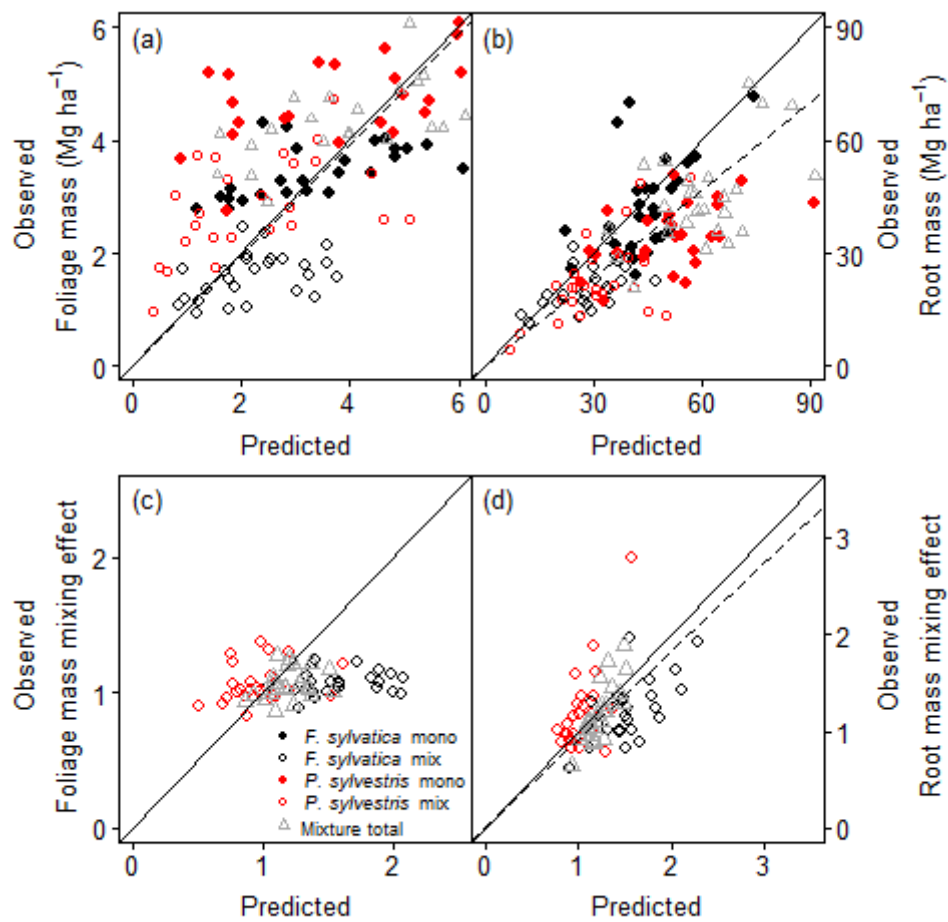 (a)
(b)
Observed
Foliage mass (Mg ha⁻¹)
6
4
2
0
0 2 4 6
Predicted
90
60
30
0
0 30 60 90
Predicted
Observed
Root mass (Mg ha⁻¹)
(c)
(d)
Observed
Foliage mass mixing effect
2
1
0
0 1 2
Predicted
F. sylvatica mono
F. sylvatica mix
P. sylvestris mono
P. sylvestris mix
Mixture total
3
2
1
0
0 1 2 3
Predicted
Observed
Root mass mixing effect